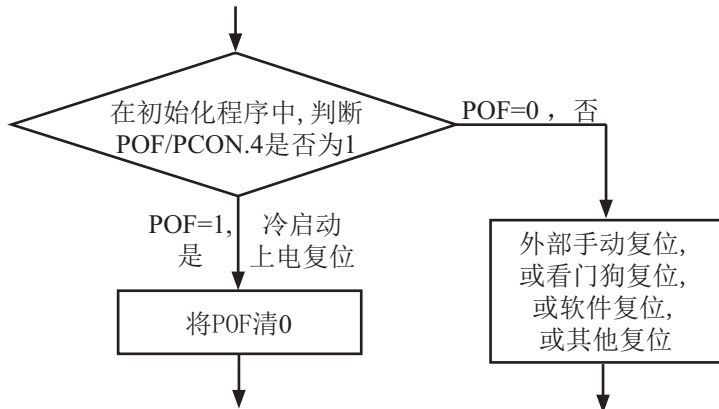 在初始化程序中, 判断
POF/PCON.4是否为1
POF=0 ，否
POF=1, 冷启动
是 上电复位
将POF清0
外部手动复位,
或看门狗复位,
或软件复位,
或其他复位